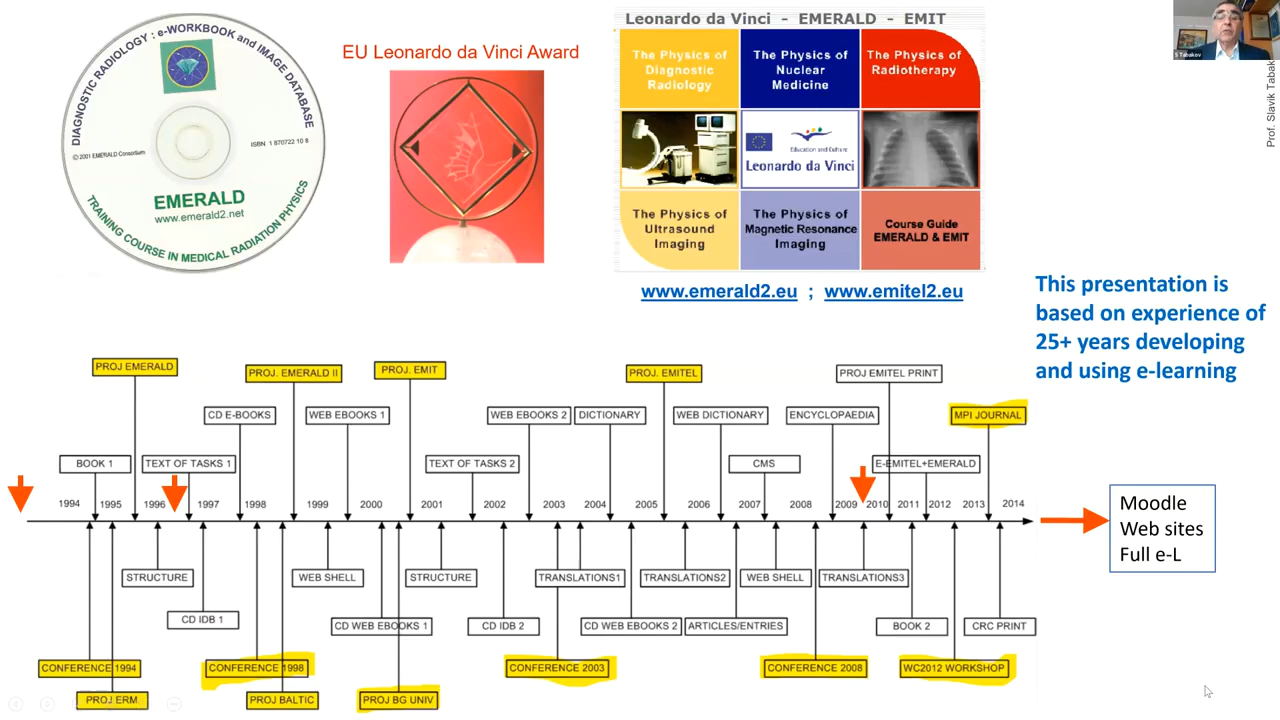 DIAGNOSTIC RADIOLOGY : e-WORKBOOK and IMAGE DATABASE
© 2001 EMERALD Consortium
ISBN 1 870722 10 8
EMERALD
www.emerald2.net
TRAINING COURSE IN MEDICAL RADIATION PHYSICS
EU Leonardo da Vinci Award
Leonardo da Vinci - EMERALD - EMIT
The Physics of
Diagnostic
Radiology
The Physics of
Nuclear
Medicine
The Physics of
Radiotherapy
Education and Culture
Leonardo da Vinci
The Physics of
Ultrasound
Imaging
The Physics of
Magnetic Resonance
Imaging
Course Guide
EMERALD & EMIT
www.emerald2.eu ; www.emitel2.eu
S Tabakov
Prof. Slavik Tabak
This presentation is
based on experience of
25+ years developing
and using e-learning
PROJ EMERALD
PROJ. EMERALD II
PROJ. EMIT
PROJ. EMITEL
PROJ EMITEL PRINT
CD E-BOOKS
WEB EBOOKS 1
WEB EBOOKS 2
DICTIONARY
WEB DICTIONARY
ENCYCLOPAEDIA
MPI JOURNAL
BOOK 1
TEXT OF TASKS 1
TEXT OF TASKS 2
CMS
E-EMITEL+EMERALD
1994 1995 1996 1997 1998 1999 2000 2001 2002 2003 2004 2005 2006 2007 2008 2009 2010 2011 2012 2013 2014
Moodle
Web sites
Full e-L
STRUCTURE
WEB SHELL
STRUCTURE
TRANSLATIONS1
TRANSLATIONS2
WEB SHELL
TRANSLATIONS3
CD IDB 1
CD WEB EBOOKS 1
CD IDB 2
CD WEB EBOOKS 2
ARTICLES/ENTRIES
BOOK 2
CRC PRINT
CONFERENCE 1994
CONFERENCE 1998
CONFERENCE 2003
CONFERENCE 2008
WC2012 WORKSHOP
PROJ ERM
PROJ BALTIC
PROJ BG UNIV